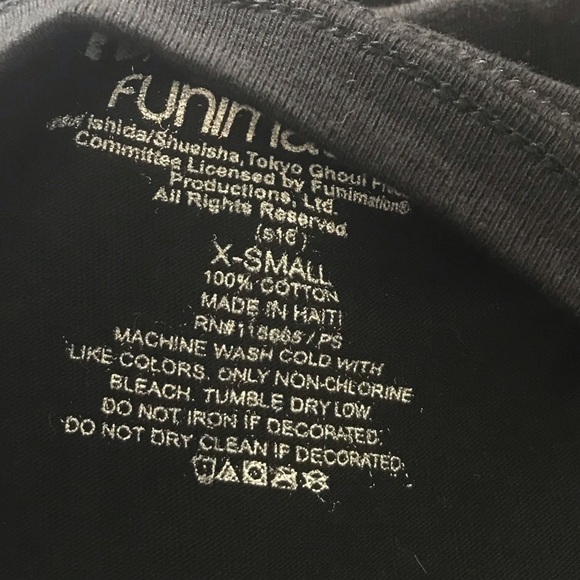 Funima
Ishida/Shueisha, Tokyo Ghoul
Committee Licensed by Funimation®
Productions, Ltd.
All Rights Reserved
(s16)
X-SMALL
100% COTTON
MADE IN HAITI
/PS
MACHINE WASH COLD WITH
LIKE-COLORS. ONLY NON-CHLORINE
BLEACH. TUMBLE DRY LOW.
DO NOT IRON IF DECORATED.
DO NOT DRY CLEAN IF DECORATED